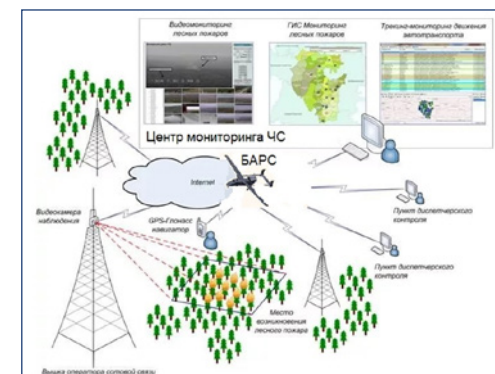 Видеомониторинг
лесных пожаров
ГИС Мониторинг
лесных пожаров
Трекинг-мониторинг движения
автотранспорта
Центр мониторинга ЧС
БАРС
Internet
Видеокамера
наблюдения
GPS-Глонасс
навигатор
Пункт диспетчерского
контроля
Пункт диспетчерского
контроля
Место
возникновения
лесного пожара
Вышка оператора сотовой связи